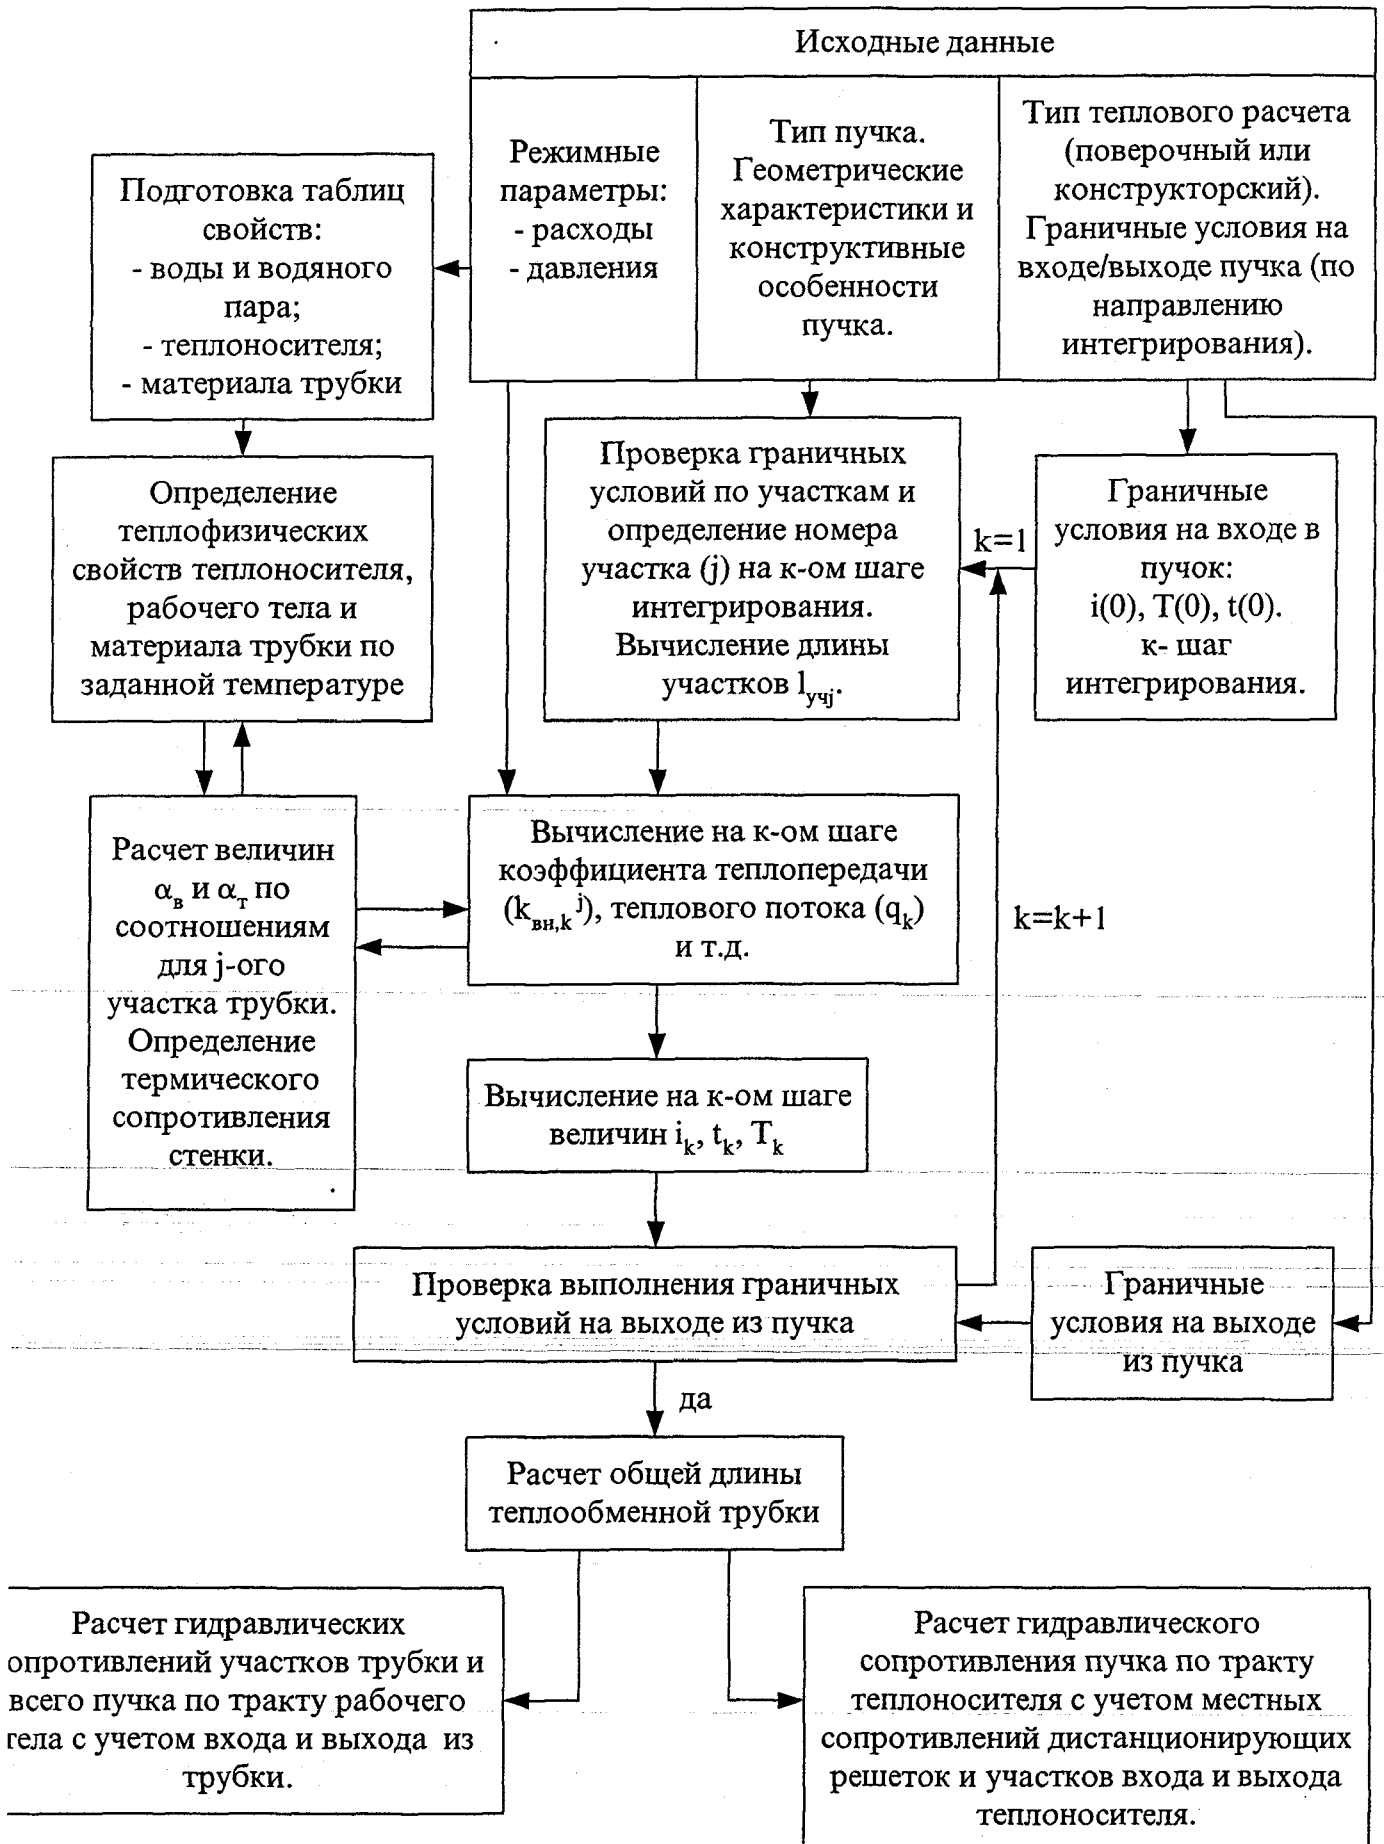 Исходные данные
Режимные
параметры:
- расходы
- давления
Тип пучка.
Геометрические
характеристики и
конструктивные
особенности
пучка.
Тип теплового расчета
(поверочный или
конструкторский).
Граничные условия на
входе/выходе пучка (по
направлению
интегрирования).
Подготовка таблиц
свойств:
- воды и водяного
пара;
- теплоносителя;
- материала трубки
Определение
теплофизических
свойств теплоносителя,
рабочего тела и
материала трубки по
заданной температуре
Проверка граничных
условий по участкам и
определение номера
участка (j) на к-ом шаге
интегрирования.
Вычисление длины
участков l_учj.
k=1
Граничные
условия на входе в
пучок:
i(0), T(0), t(0).
к- шаг
интегрирования.
Расчет величин
α_в и α_т по
соотношениям
для j-ого
участка трубки.
Определение
термического
сопротивления
стенки.
Вычисление на к-ом шаге
коэффициента теплопередачи
(k_вн,k^j), теплового потока (q_k)
и т.д.
k=k+1
Вычисление на к-ом шаге
величин i_k, t_k, T_k
Проверка выполнения граничных
условий на выходе из пучка
Граничные
условия на выходе
из пучка
да
Расчет общей длины
теплообменной трубки
Расчет гидравлических
опротивлений участков трубки и
всего пучка по тракту рабочего
тела с учетом входа и выхода из
трубки.
Расчет гидравлического
сопротивления пучка по тракту
теплоносителя с учетом местных
сопротивлений дистанционирующих
решеток и участков входа и выхода
теплоносителя.